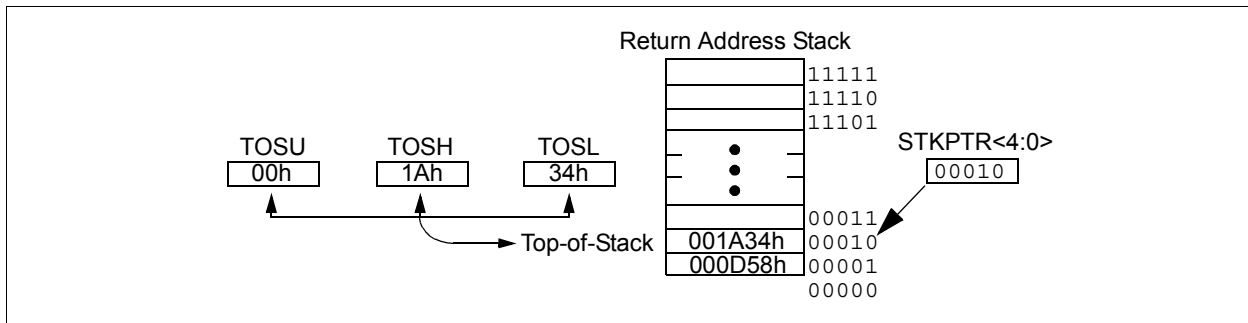 Return Address Stack
11111
11110
11101
TOSU TOSH TOSL
00h 1Ah 34h
STKPTR<4:0>
00010
00011
Top-of-Stack 001A34h 00010
000D58h 00001
00000